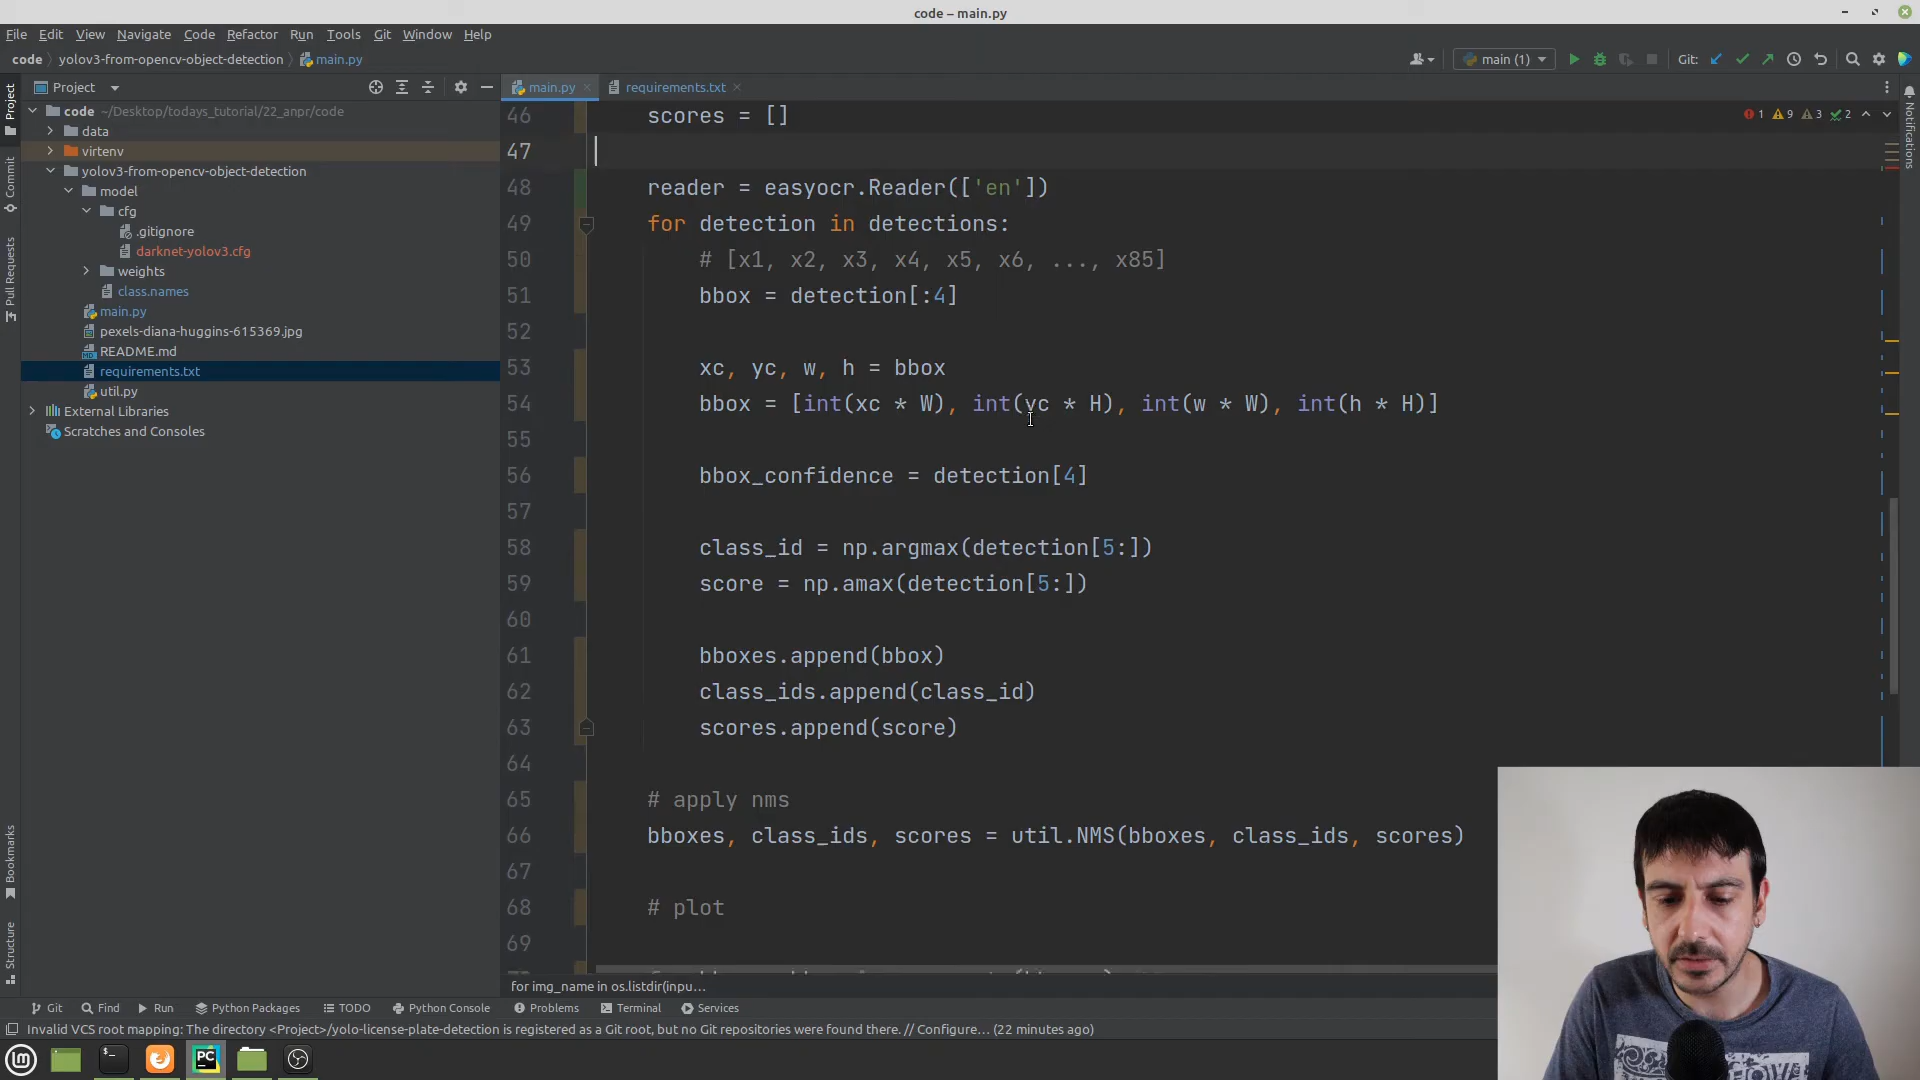 code – main.py
File Edit View Navigate Code Refactor Run Tools Git Window Help
code yolov3-from-opencv-object-detection main.py
main (1) Git:
Project
main.py requirements.txt
code ~/Desktop/todays_tutorial/22_anpr/code
data
virtenv
yolov3-from-opencv-object-detection
model
cfg
.gitignore
darknet-yolov3.cfg
weights
class.names
main.py
pexels-diana-huggins-615369.jpg
README.md
requirements.txt
util.py
External Libraries
Scratches and Consoles
Project
Commit
Pull Requests
Bookmarks
Structure
1 9 3 2
Notifications
46 scores = []
47
48 reader = easyocr.Reader(['en'])
49 for detection in detections:
50 # [x1, x2, x3, x4, x5, x6, ..., x85]
51 bbox = detection[:4]
52
53 xc, yc, w, h = bbox
54 bbox = [int(xc * W), int(yc * H), int(w * W), int(h * H)]
55
56 bbox_confidence = detection[4]
57
58 class_id = np.argmax(detection[5:])
59 score = np.amax(detection[5:])
60
61 bboxes.append(bbox)
62 class_ids.append(class_id)
63 scores.append(score)
64
65 # apply nms
66 bboxes, class_ids, scores = util.NMS(bboxes, class_ids, scores)
67
68 # plot
69
for img_name in os.listdir(inpu...
Git Find Run Python Packages TODO Python Console Problems Terminal Services
Invalid VCS root mapping: The directory <Project>/yolo-license-plate-detection is registered as a Git root, but no Git repositories were found there. // Configure... (22 minutes ago)
PC